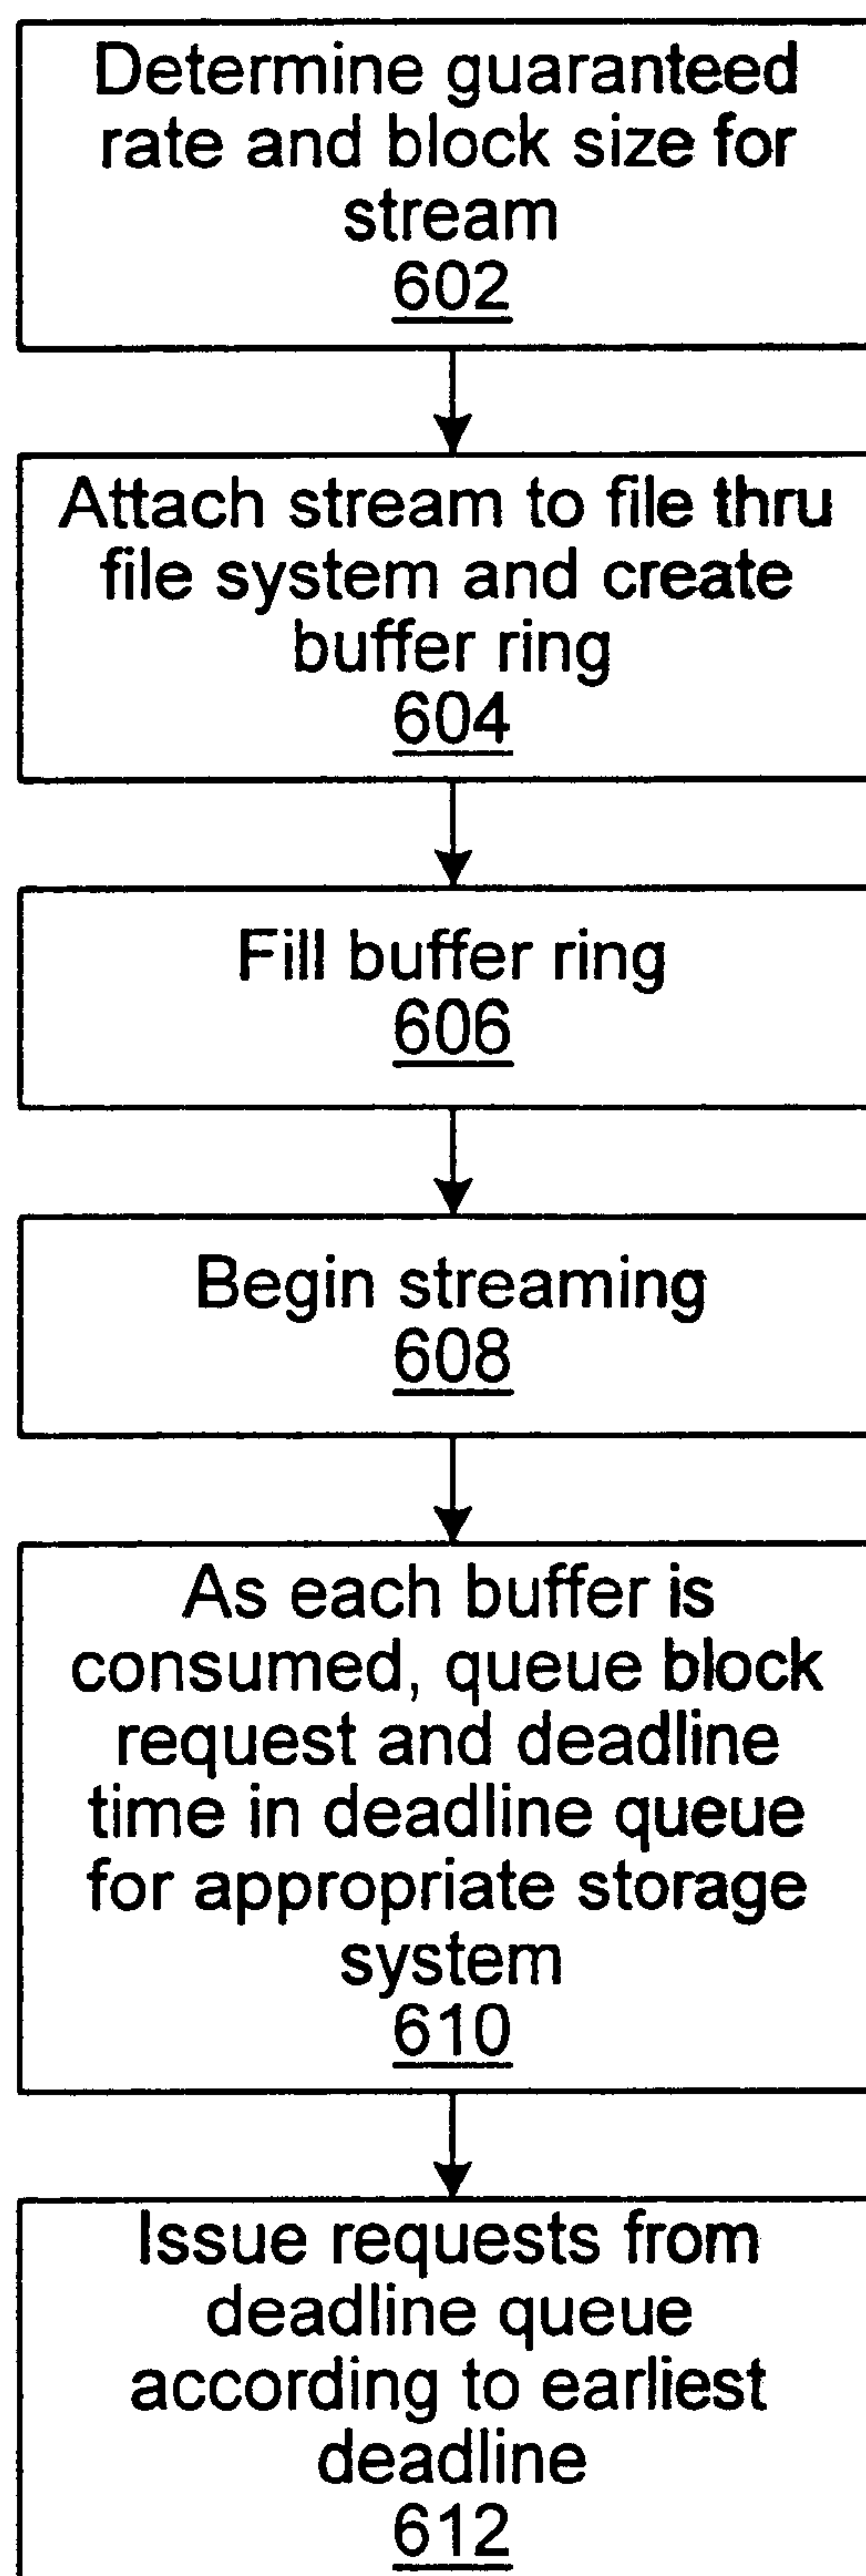 Determine guaranteed
rate and block size for
stream
602
Attach stream to file thru
file system and create
buffer ring
604
Fill buffer ring
606
Begin streaming
608
As each buffer is
consumed, queue block
request and deadline
time in deadline queue
for appropriate storage
system
610
Issue requests from
deadline queue
according to earliest
deadline
612